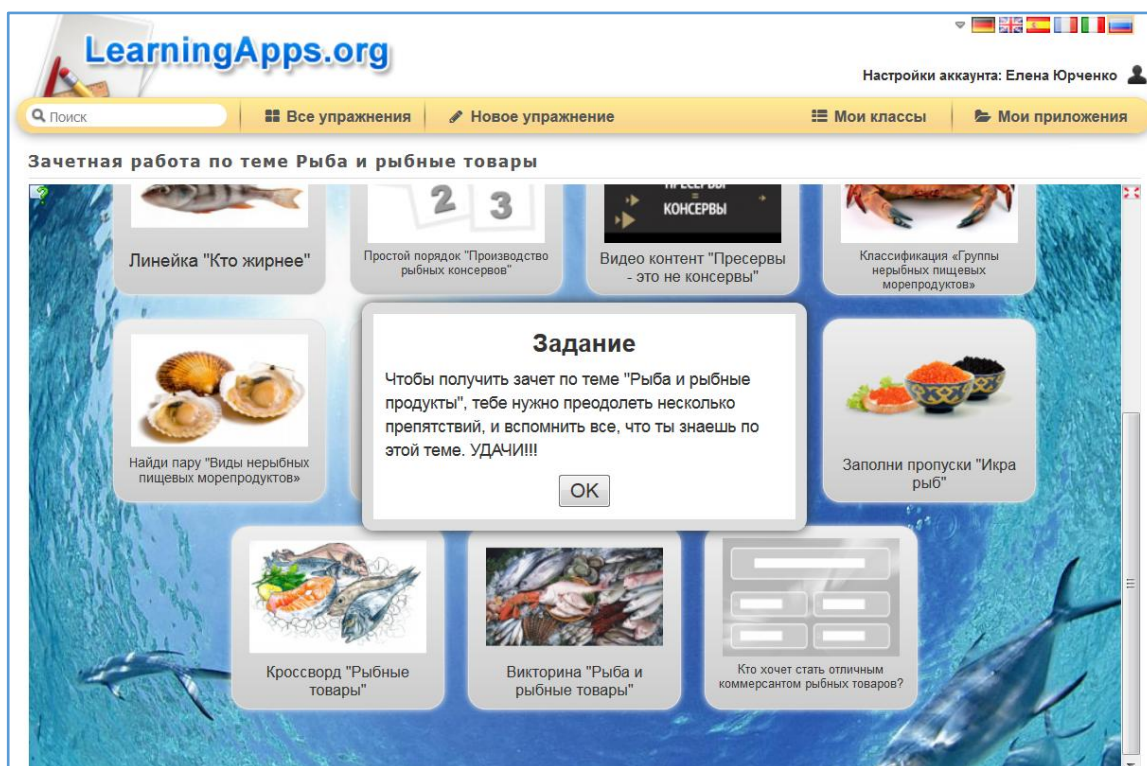 LearningApps.org
Настройки аккаунта: Елена Юрченко
Поиск
Все упражнения
Новое упражнение
Мои классы
Мои приложения
Зачетная работа по теме Рыба и рыбные товары
2
3
ПРЕСЕРВЫ
=
КОНСЕРВЫ
Линейка "Кто жирнее"
Простой порядок "Производство
рыбных консервов"
Видео контент "Пресервы
- это не консервы"
Классификация «Группы
нерыбных пищевых
морепродуктов»
Задание
Чтобы получить зачет по теме "Рыба и рыбные
продукты", тебе нужно преодолеть несколько
препятствий, и вспомнить все, что ты знаешь по
этой теме. УДАЧИ!!!
OK
Найди пару "Виды нерыбных
пищевых морепродуктов»
Заполни пропуски "Икра
рыб"
Кроссворд "Рыбные
товары"
Викторина "Рыба и
рыбные товары"
Кто хочет стать отличным
коммерсантом рыбных товаров?